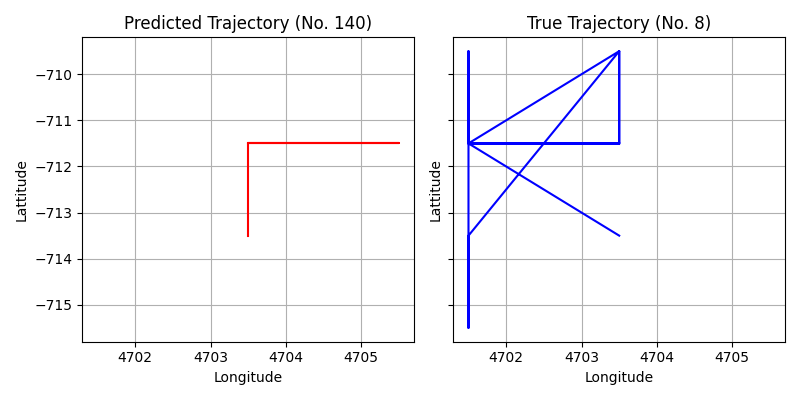 Predicted Trajectory (No. 140)
True Trajectory (No. 8)
−710
−711
−712
−713
−714
−715
Lattitude
Lattitude
4702 4703 4704 4705
4702 4703 4704 4705
Longitude
Longitude